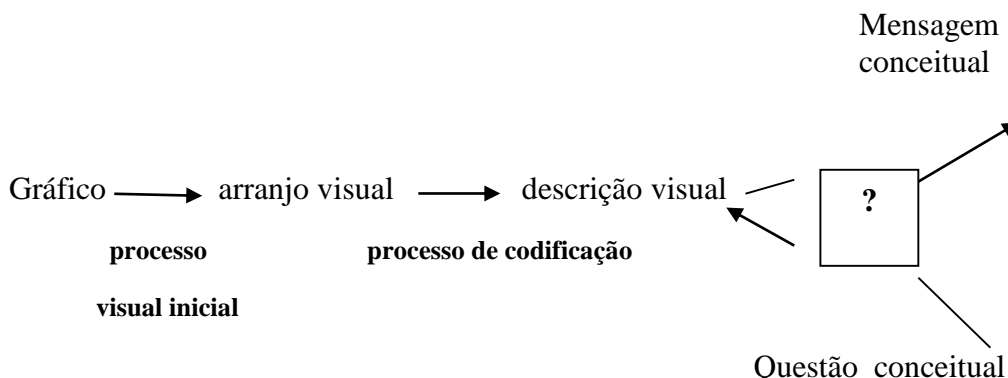 Mensagem
conceitual
Gráfico arranjo visual descrição visual ?
processo processo de codificação
visual inicial
Questão conceitual